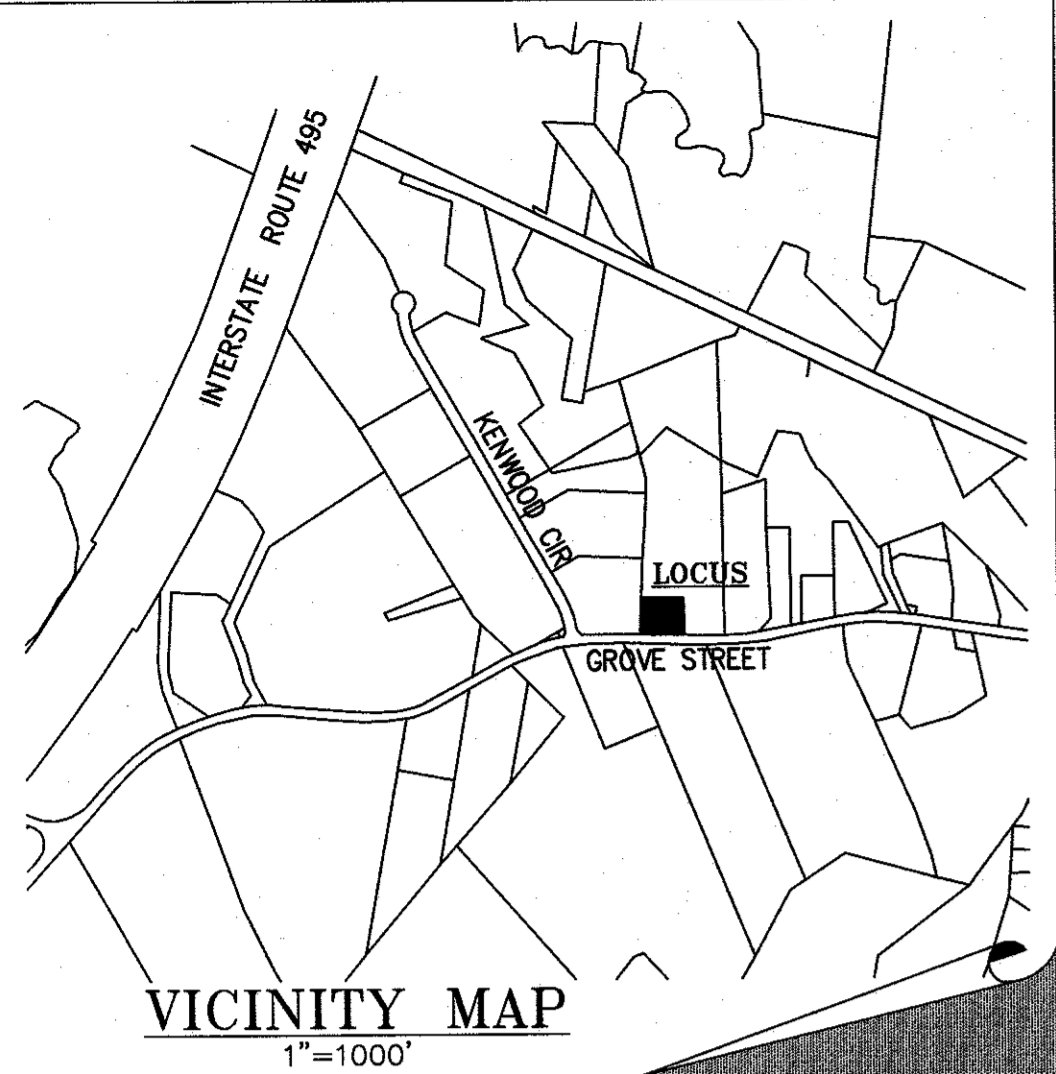 INTERSTATE ROUTE 495
KENWOOD CIR
LOCUS
GROVE STREET
VICINITY MAP
1"=1000'